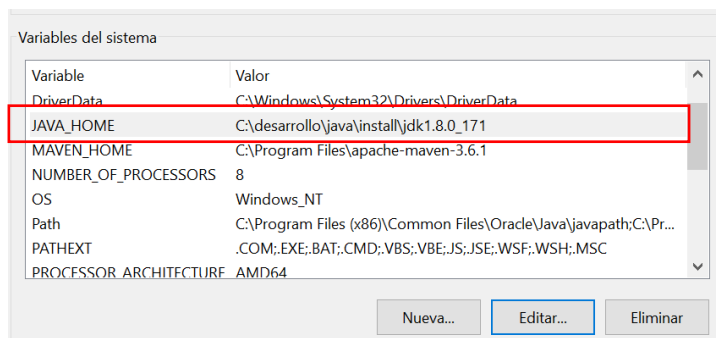 Variables del sistema
Variable Valor
DriverData C:\Windows\System32\Drivers\DriverData
JAVA_HOME C:\desarrollo\java\install\jdk1.8.0_171
MAVEN_HOME C:\Program Files\apache-maven-3.6.1
NUMBER_OF_PROCESSORS 8
OS Windows_NT
Path C:\Program Files (x86)\Common Files\Oracle\Java\javapath;C:\Pr...
PATHEXT .COM;.EXE;.BAT;.CMD;.VBS;.VBE;.JS;.JSE;.WSF;.WSH;.MSC
PROCESSOR_ARCHITECTURE AMD64
Nueva... Editar... Eliminar